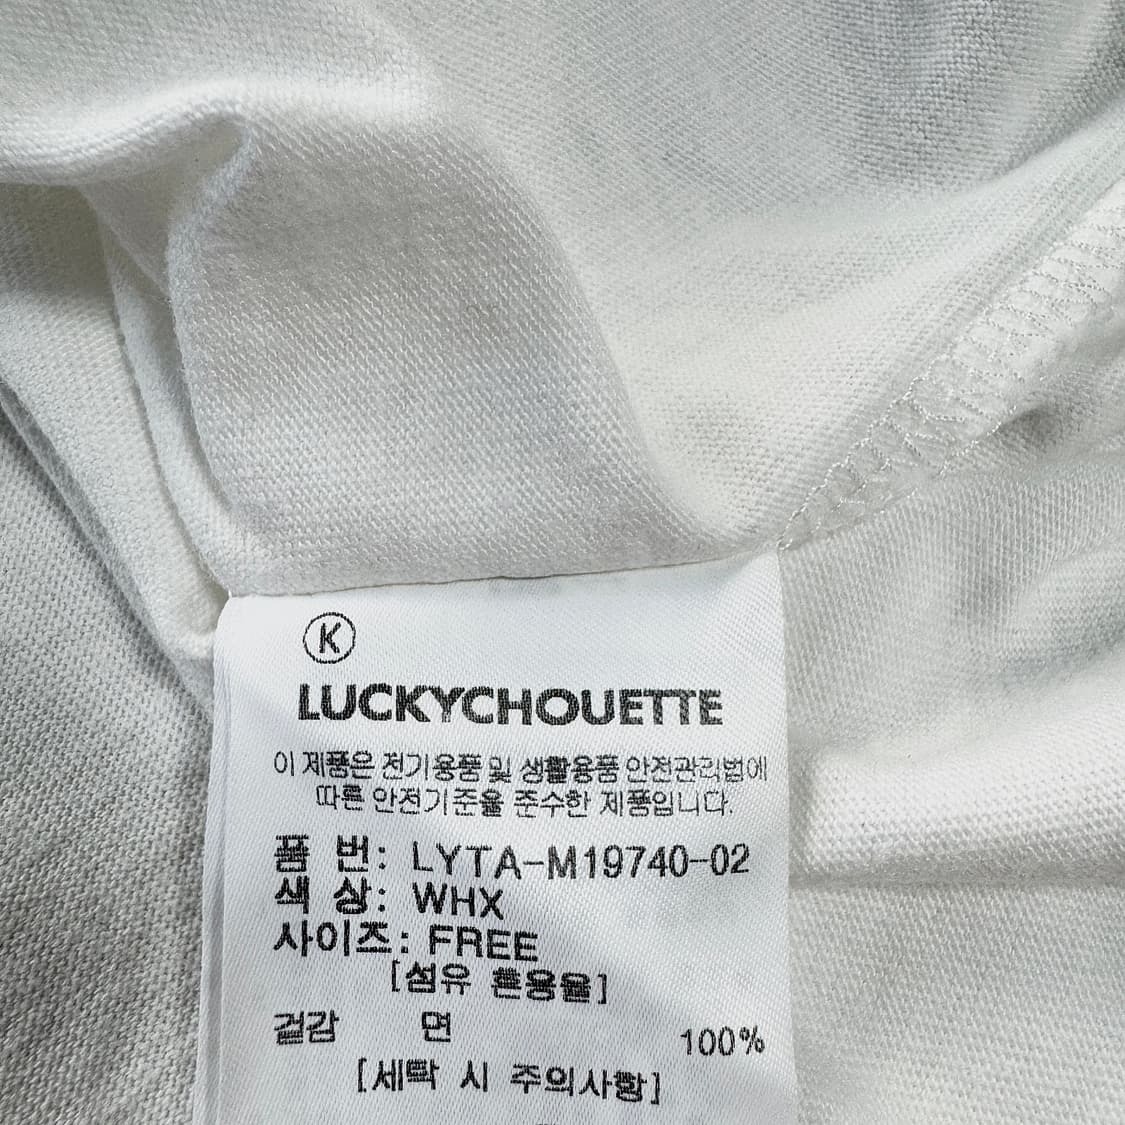 K
LUCKYCHOUETTE
이 제품은 전기용품 및 생활용품 안전관리법에
따른 안전기준을 준수한 제품입니다.
품 번: LYTA-M19740-02
색 상: WHX
사이즈: FREE
[섬유 혼용율]
겉감 면 100%
[세탁 시 주의사항]